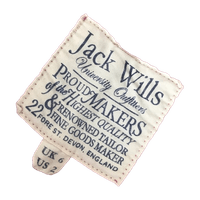 Jack Wills
University Outfitters
PROUD MAKERS
of the HIGHEST QUALITY
& RENOWNED TAILOR
FINE GOODS MAKER
22 FORE ST DEVON ENGLAND
UK 6
US 2